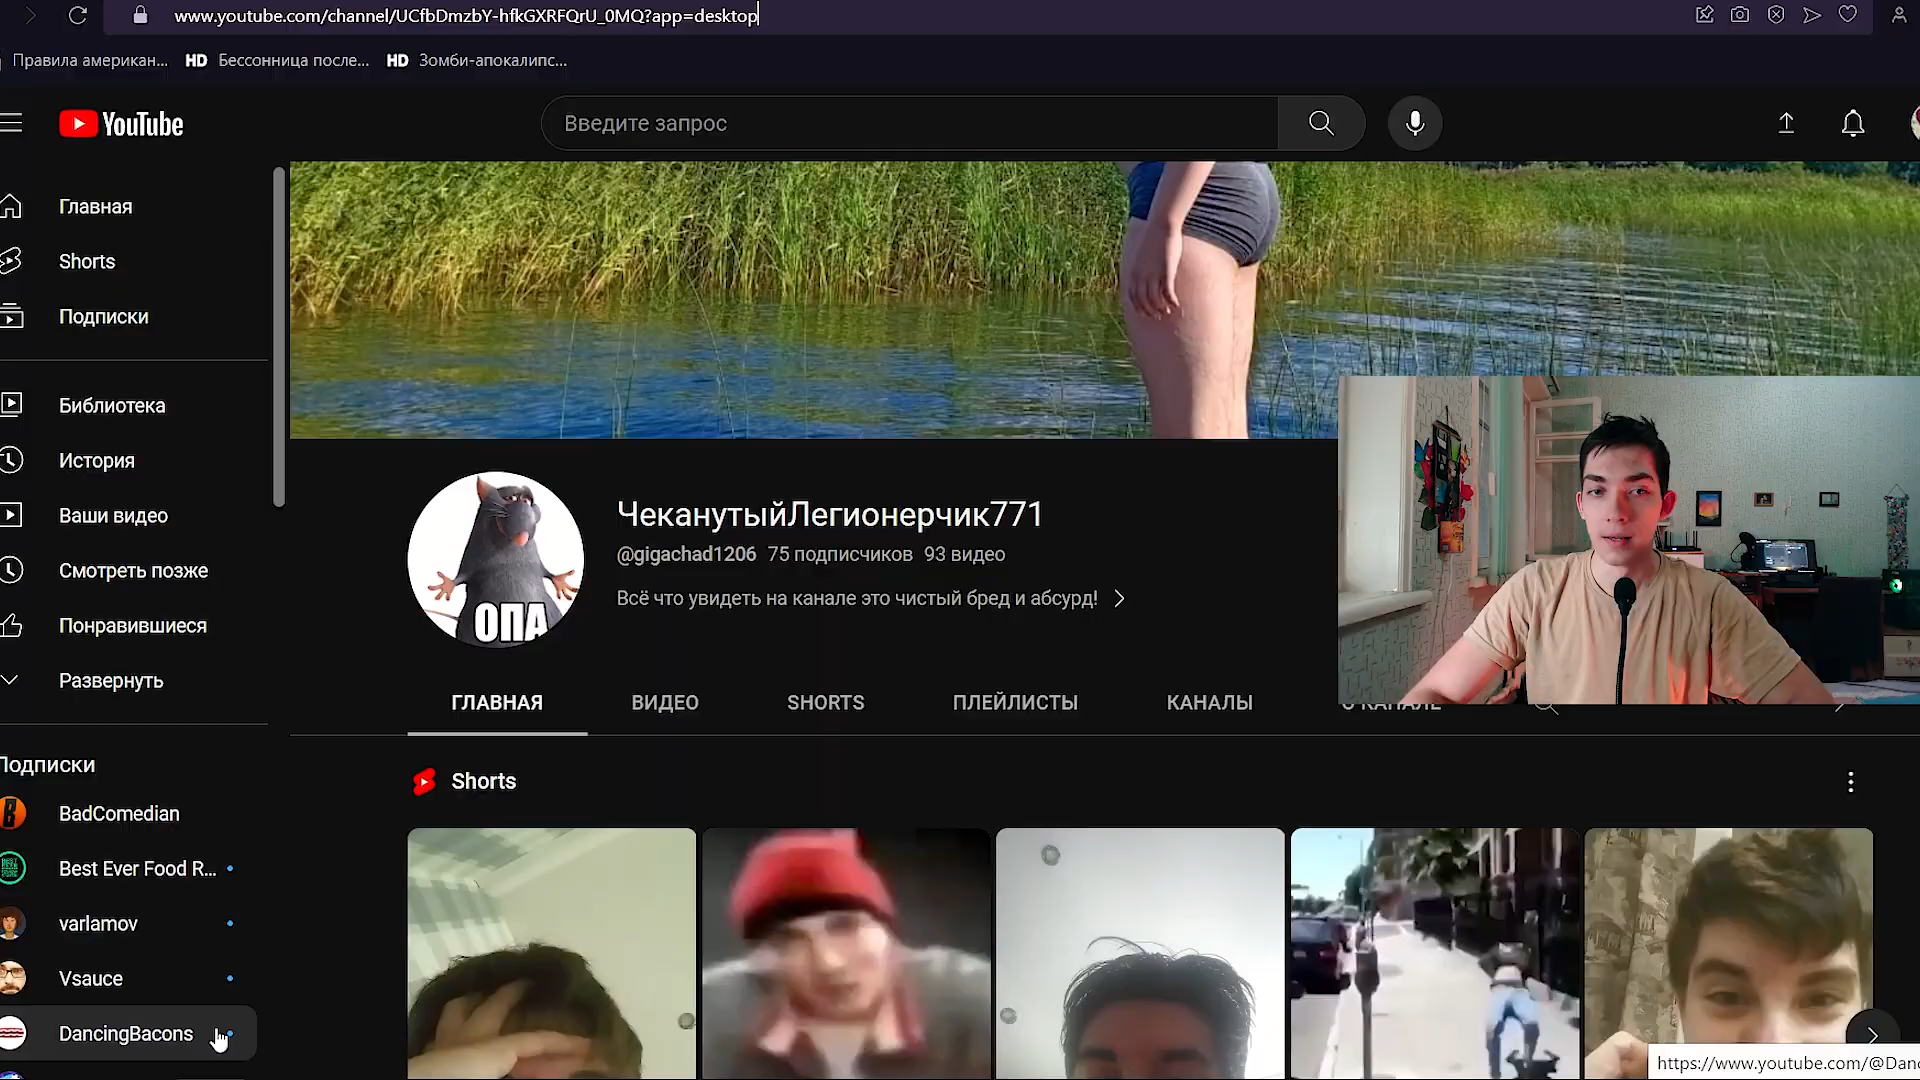 www.youtube.com/channel/UCfbDmzbY-hfkGXRFQrU_0MQ?app=desktop
Правила американ... HD Бессонница после... HD Зомби-апокалипс...
YouTube
Введите запрос
Главная
Shorts
Подписки
Библиотека
История
Ваши видео
Смотреть позже
Понравившиеся
Развернуть
Подписки
BadComedian
Best Ever Food R...
varlamov
Vsauce
DancingBacons
ОПА
ЧеканутыйЛегионерчик771
@gigachad1206 75 подписчиков 93 видео
Всё что увидеть на канале это чистый бред и абсурд!
ГЛАВНАЯ ВИДЕО SHORTS ПЛЕЙЛИСТЫ КАНАЛЫ О КАНАЛЕ
Shorts
https://www.youtube.com/@Danc